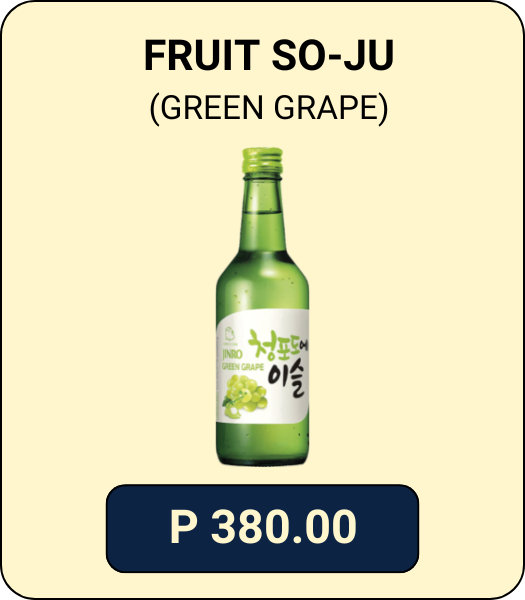 FRUIT SO-JU
(GREEN GRAPE)
청포도에
이슬
JINRO
GREEN GRAPE
P 380.00